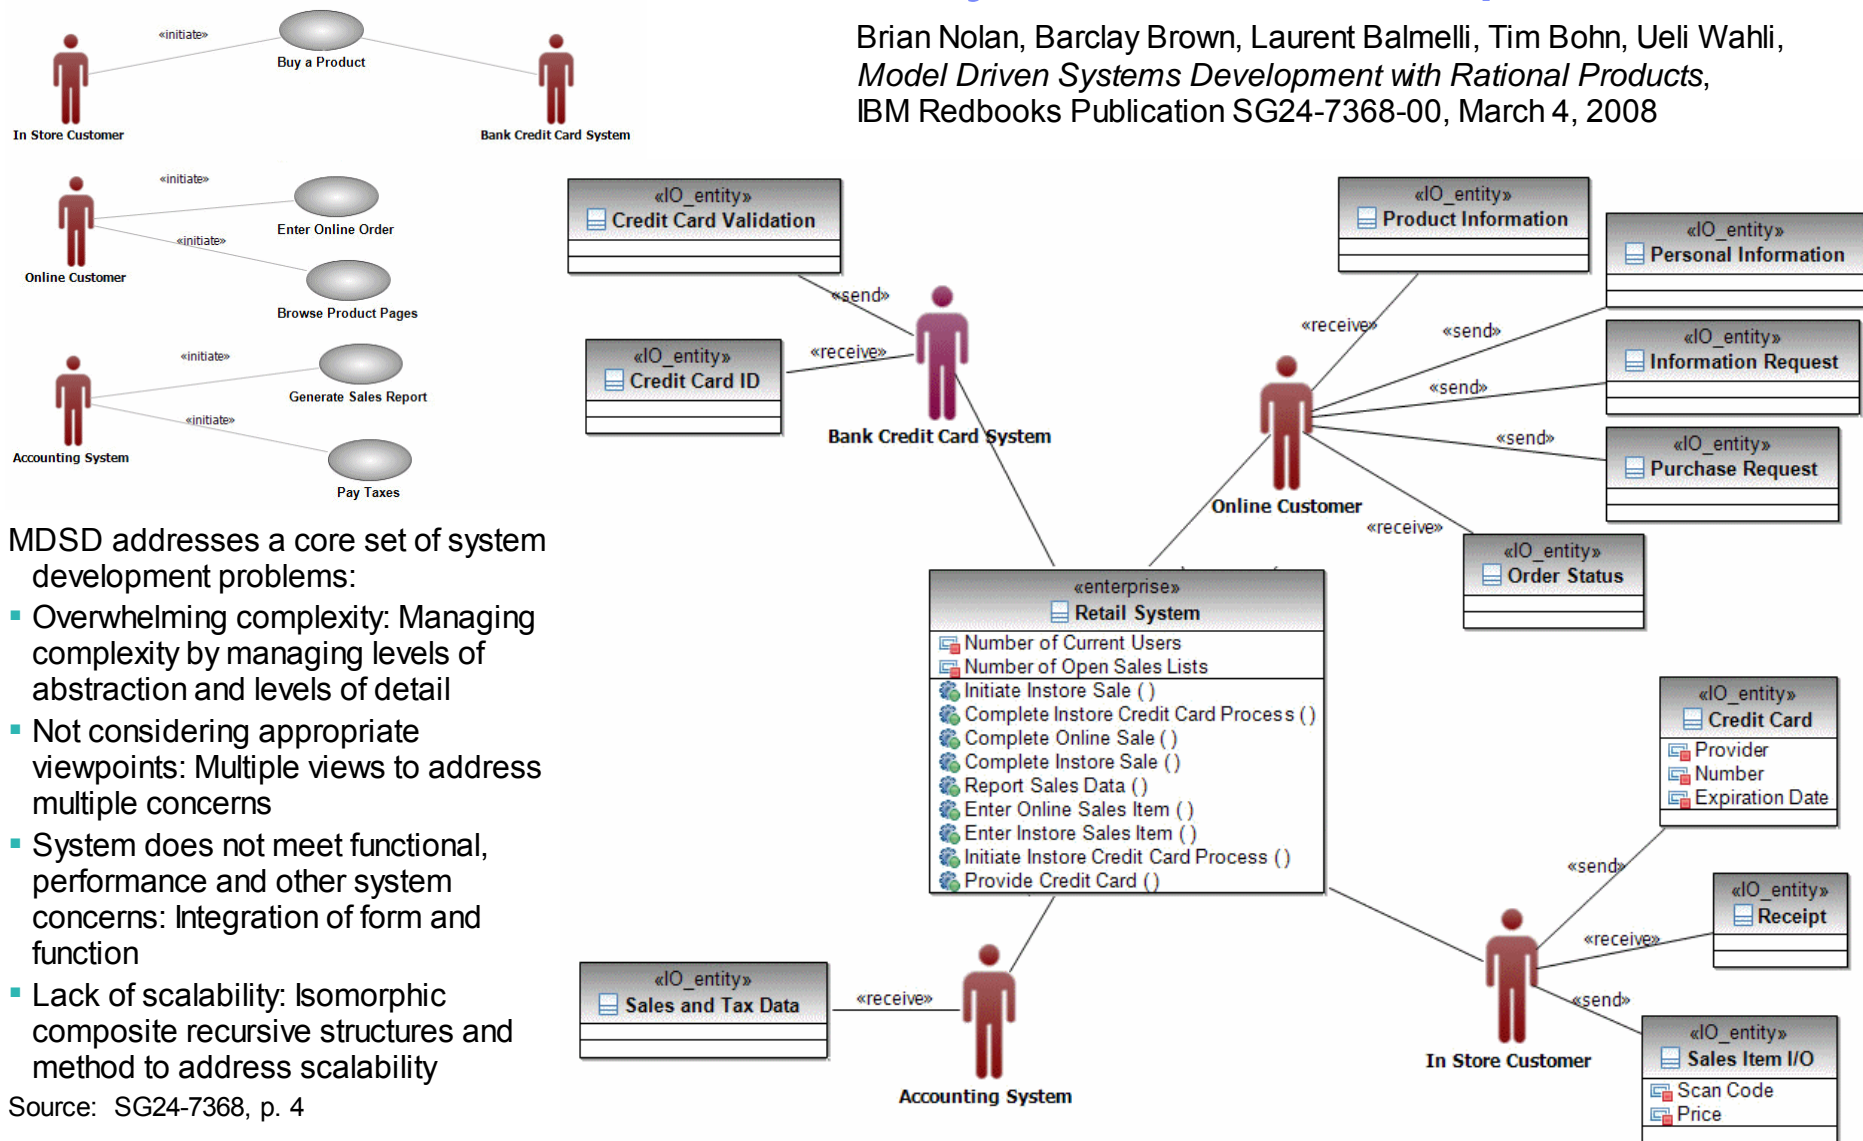 Brian Nolan, Barclay Brown, Laurent Balmelli, Tim Bohn, Ueli Wahli,
Model Driven Systems Development with Rational Products,
IBM Redbooks Publication SG24-7368-00, March 4, 2008
«initiate»
Buy a Product
In Store Customer
Bank Credit Card System
«initiate»
Enter Online Order
«initiate»
Online Customer
Browse Product Pages
«initiate»
Generate Sales Report
«initiate»
Accounting System
Pay Taxes
MDSD addresses a core set of system
development problems:
Overwhelming complexity: Managing
complexity by managing levels of
abstraction and levels of detail
Not considering appropriate
viewpoints: Multiple views to address
multiple concerns
System does not meet functional,
performance and other system
concerns: Integration of form and
function
Lack of scalability: Isomorphic
composite recursive structures and
method to address scalability
Source: SG24-7368, p. 4
«IO_entity»
Credit Card Validation
«send»
«IO_entity»
Credit Card ID
«receive»
Bank Credit Card System
«IO_entity»
Product Information
«IO_entity»
Personal Information
«receive»
«send»
«IO_entity»
Information Request
«send»
«IO_entity»
Purchase Request
«send»
Online Customer
«receive»
«IO_entity»
Order Status
«enterprise»
Retail System
Number of Current Users
Number of Open Sales Lists
Initiate Instore Sale ( )
Complete Instore Credit Card Process ( )
Complete Online Sale ( )
Complete Instore Sale ( )
Report Sales Data ( )
Enter Online Sales Item ( )
Enter Instore Sales Item ( )
Initiate Instore Credit Card Process ( )
Provide Credit Card ( )
«IO_entity»
Credit Card
Provider
Number
Expiration Date
«send»
«IO_entity»
Receipt
«receive»
«send»
In Store Customer
«IO_entity»
Sales Item I/O
Scan Code
Price
«IO_entity»
Sales and Tax Data
«receive»
Accounting System